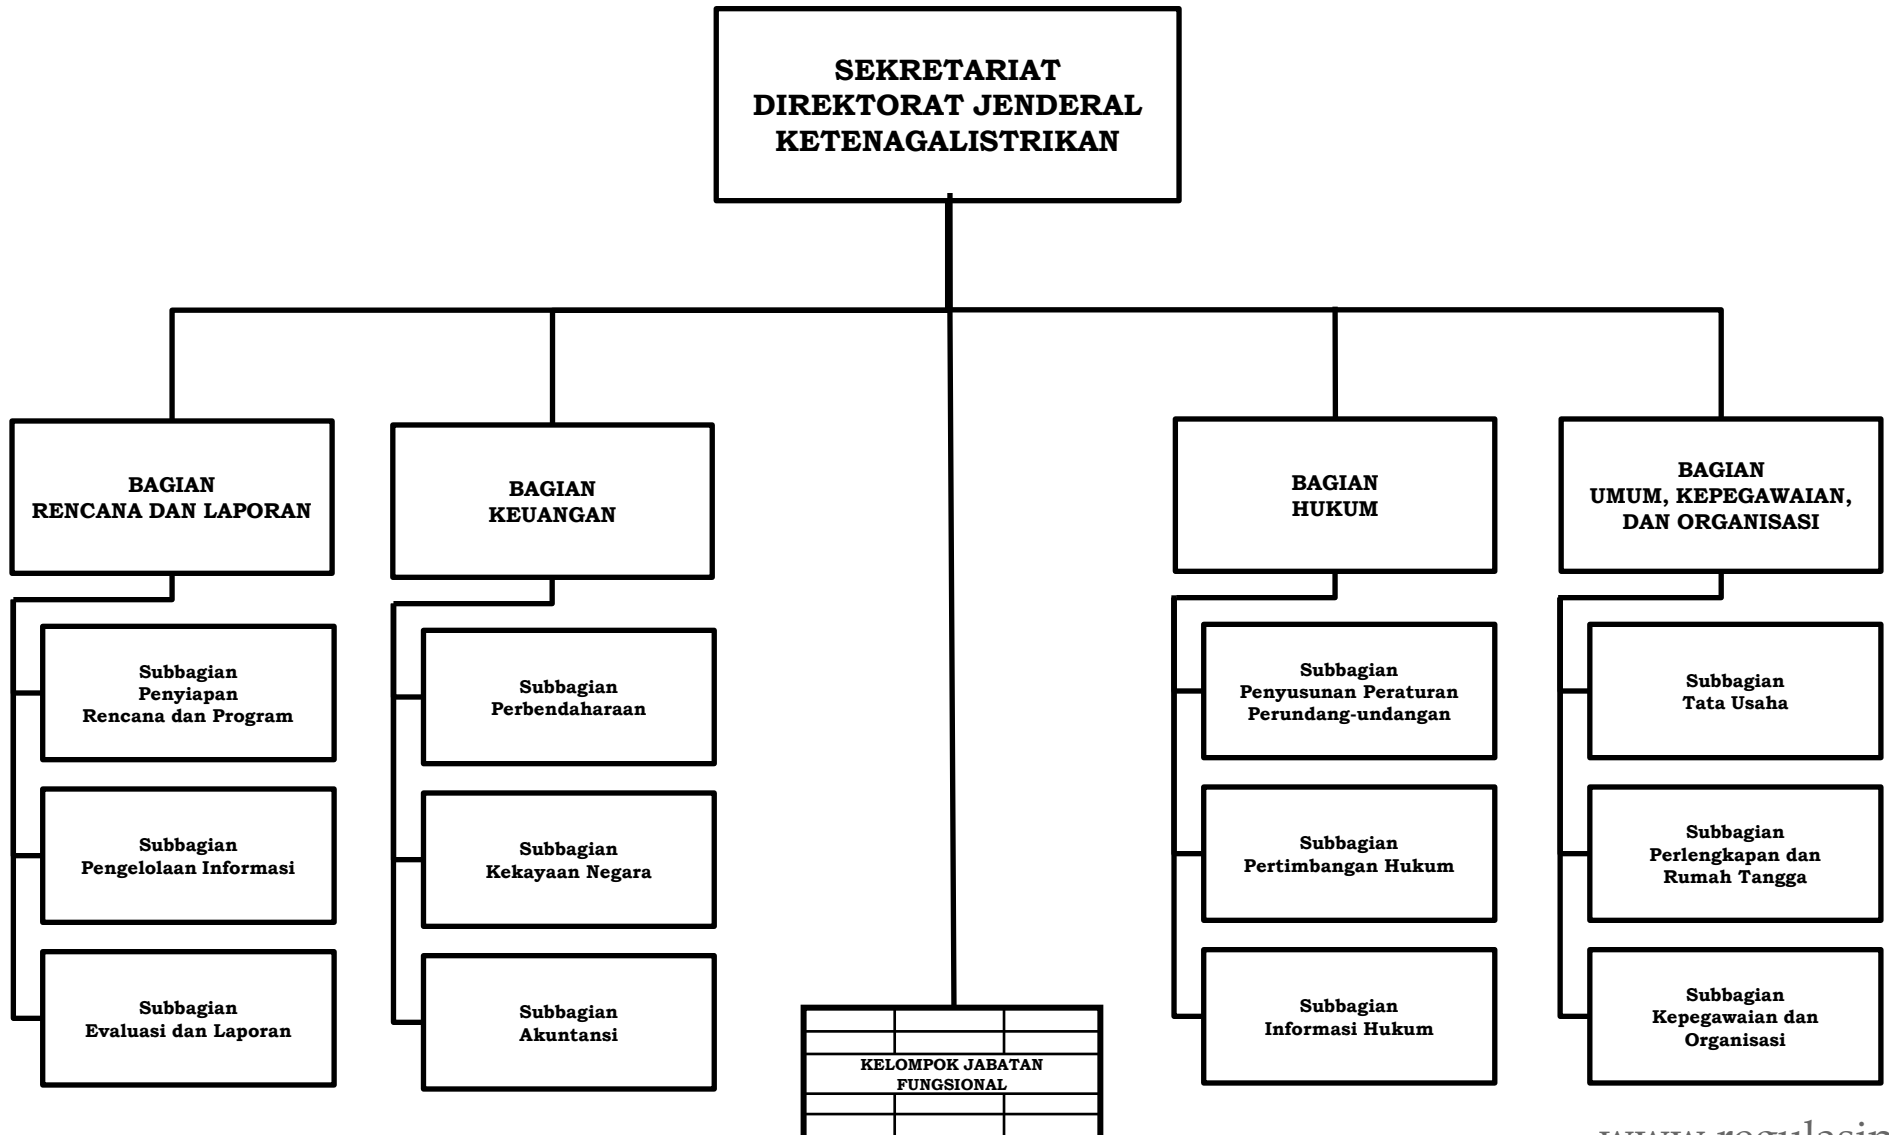 SEKRETARIAT
DIREKTORAT JENDERAL
KETENAGALISTRIKAN
BAGIAN
RENCANA DAN LAPORAN
BAGIAN
KEUANGAN
BAGIAN
HUKUM
BAGIAN
UMUM, KEPEGAWAIAN,
DAN ORGANISASI
Subbagian
Penyiapan
Rencana dan Program
Subbagian
Pengelolaan Informasi
Subbagian
Evaluasi dan Laporan
Subbagian
Perbendaharaan
Subbagian
Kekayaan Negara
Subbagian
Akuntansi
KELOMPOK JABATAN
FUNGSIONAL
Subbagian
Penyusunan Peraturan
Perundang-undangan
Subbagian
Pertimbangan Hukum
Subbagian
Informasi Hukum
Subbagian
Tata Usaha
Subbagian
Perlengkapan dan
Rumah Tangga
Subbagian
Kepegawaian dan
Organisasi